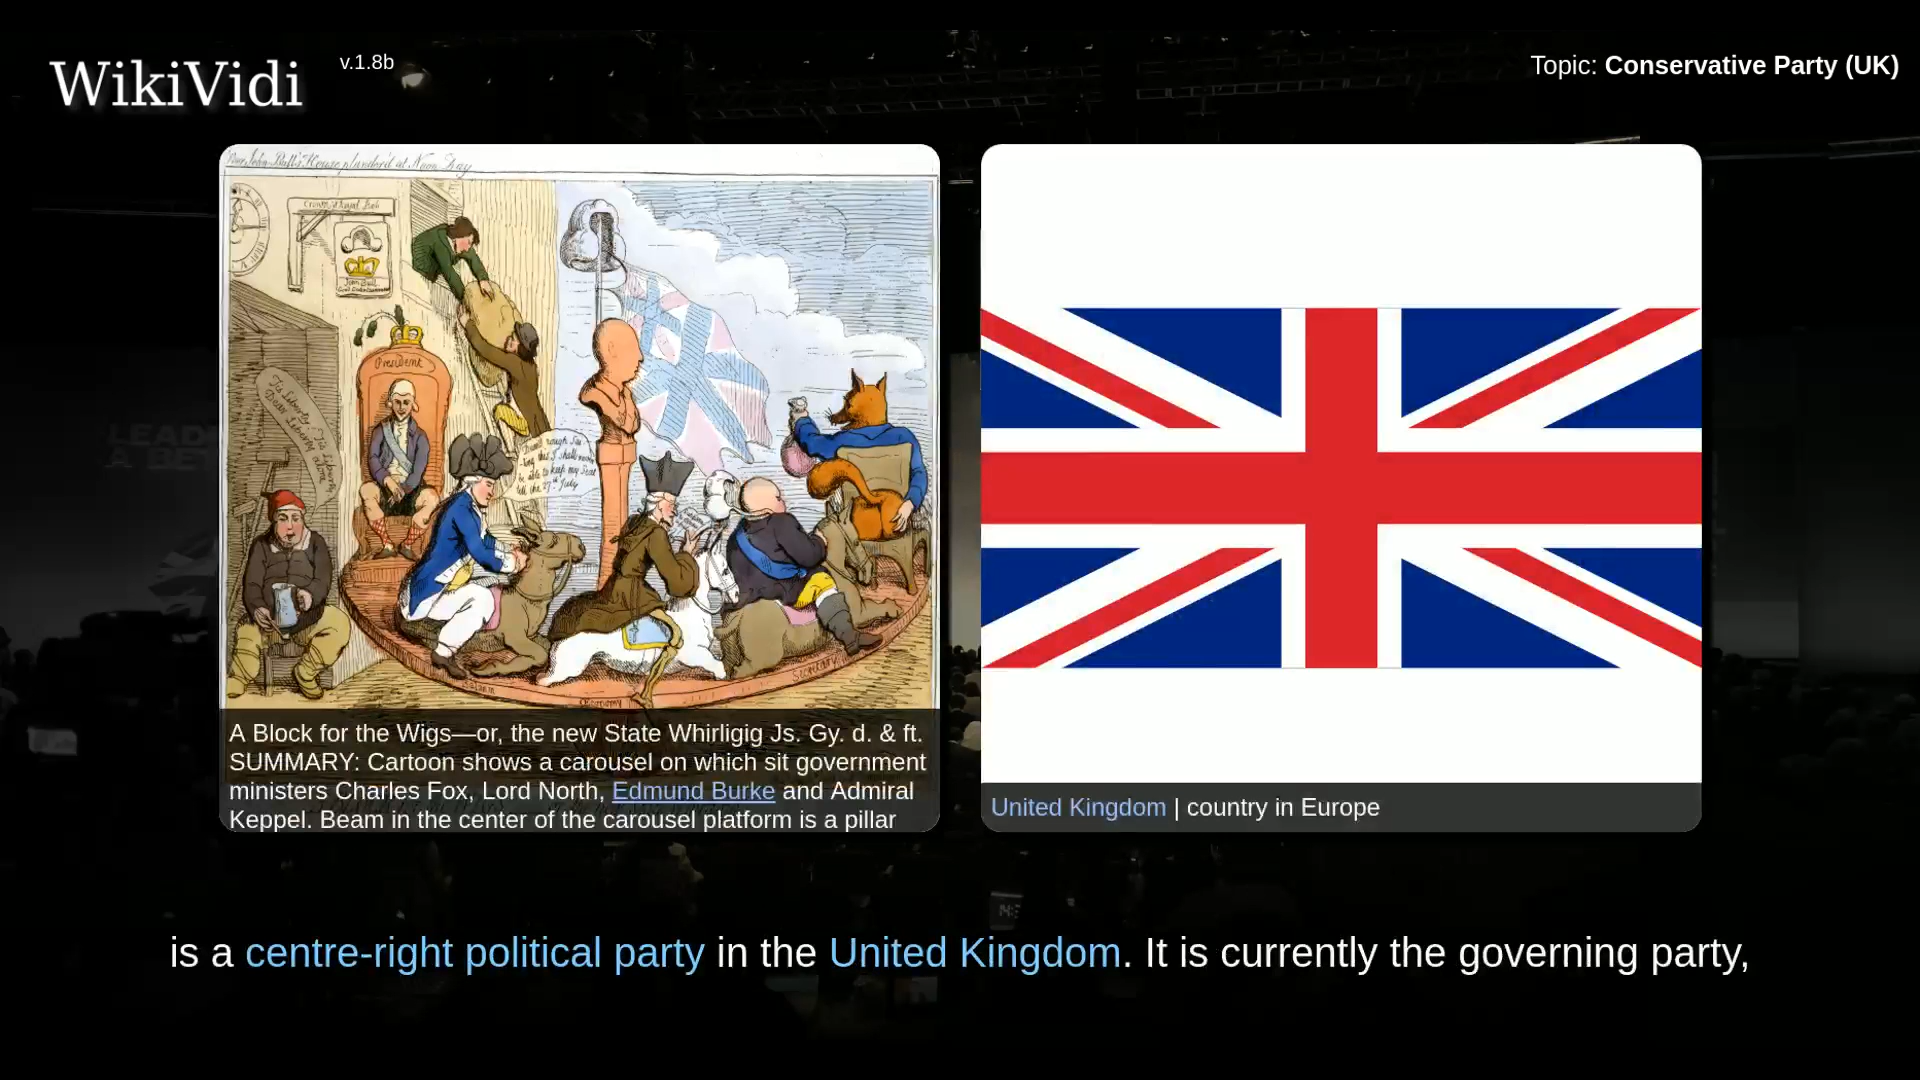 WikiVidi
v.1.8b
Topic: Conservative Party (UK)
President
A Block for the Wigs—or, the new State Whirligig Js. Gy. d. & ft.
SUMMARY: Cartoon shows a carousel on which sit government
ministers Charles Fox, Lord North, Edmund Burke and Admiral
Keppel. Beam in the center of the carousel platform is a pillar
United Kingdom | country in Europe
is a centre-right political party in the United Kingdom. It is currently the governing party,